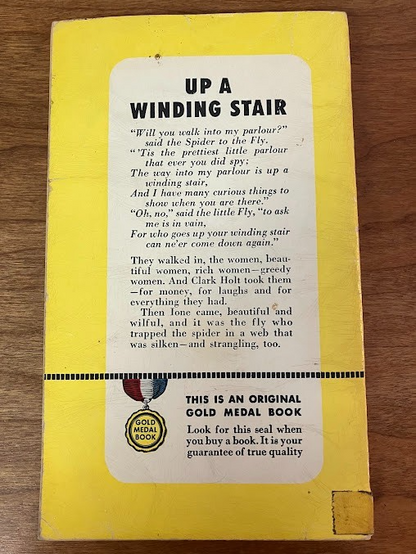 UP A
WINDING STAIR
"Will you walk into my parlour?"
said the Spider to the Fly.
"'Tis the prettiest little parlour
that ever you did spy;
The way into my parlour is up a
winding stair,
And I have many curious things to
show when you are there."
"Oh, no," said the little Fly, "to ask
me is in vain,
For who goes up your winding stair
can ne'er come down again."
They walked in, the women, beau-
tiful women, rich women—greedy
women. And Clark Holt took them
—for money, for laughs and for
everything they had.
Then Ione came, beautiful and
wilful, and it was the fly who
trapped the spider in a web that
was silken—and strangling, too.
GOLD
MEDAL
BOOK
THIS IS AN ORIGINAL
GOLD MEDAL BOOK
Look for this seal when
you buy a book. It is your
guarantee of true quality